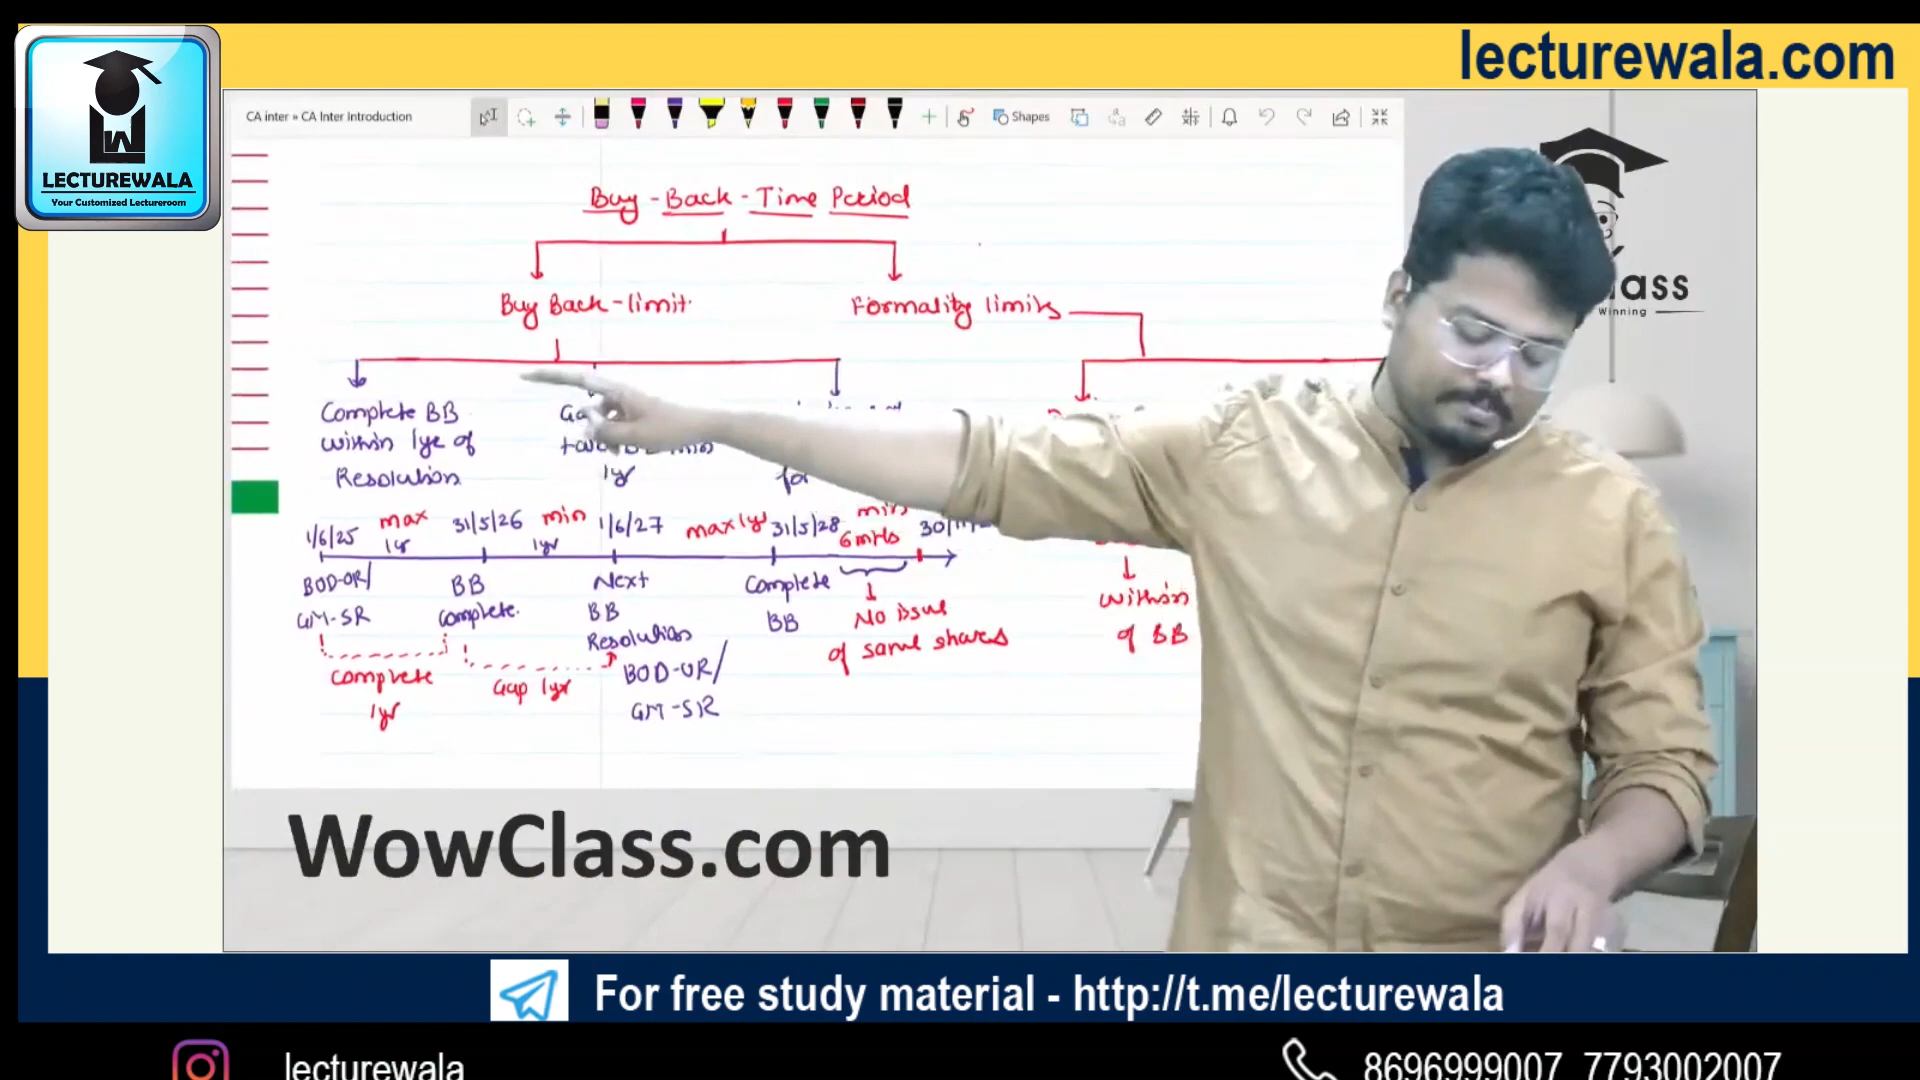 lecturewala.com
LW
LECTUREWALA
Your Customized Lectureroom
CA inter » CA Inter Introduction
Shapes
Buy - Back - Time Period
Buy Back - limit
Formality limits
Complete BB
within 1yr of
Resolution
1yr
for
1/6/25 max 1yr 31/5/26 min 1yr 1/6/27 max 1yr 31/5/28 min 6mths
BOD-OR/
GM-SR
BB
Complete.
Next
BB
Resolution
BOD-OR/
GM-SR
Complete
BB
No issue
of same shares
Complete
1yr
Gap 1yr
within
of BB
lass
Winning
WowClass.com
For free study material - http://t.me/lecturewala
lecturewala
8696999007 7793002007